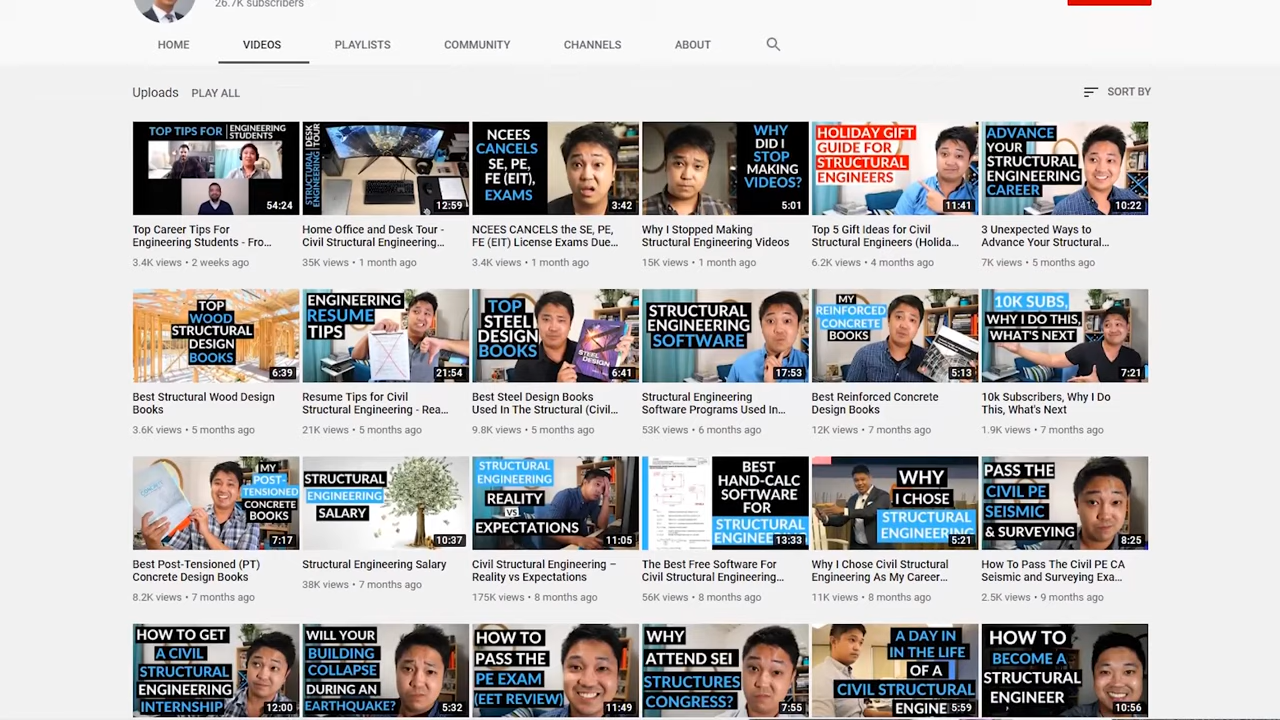 26.7K subscribers
HOME VIDEOS PLAYLISTS COMMUNITY CHANNELS ABOUT
Uploads PLAY ALL SORT BY
TOP TIPS FOR ENGINEERING
STUDENTS
54:24
STRUCTURAL ENGINEERING
DESK TOUR
12:59
NCEES
CANCELS
SE, PE,
FE (EIT),
EXAMS
3:42
WHY
DID I
STOP
MAKING
VIDEOS?
5:01
HOLIDAY GIFT
GUIDE FOR
STRUCTURAL
ENGINEERS
11:41
ADVANCE
YOUR
STRUCTURAL
ENGINEERING
CAREER
10:22
Top Career Tips For
Engineering Students - Fro...
3.4K views • 2 weeks ago
Home Office and Desk Tour -
Civil Structural Engineering...
35K views • 1 month ago
NCEES CANCELS the SE, PE,
FE (EIT) License Exams Due...
3.4K views • 1 month ago
Why I Stopped Making
Structural Engineering Videos
15K views • 1 month ago
Top 5 Gift Ideas for Civil
Structural Engineers (Holida...
6.2K views • 4 months ago
3 Unexpected Ways to
Advance Your Structural...
7K views • 5 months ago
TOP
WOOD
STRUCTURAL
DESIGN
BOOKS
6:39
ENGINEERING
RESUME
TIPS
21:54
TOP
STEEL
DESIGN
BOOKS
STEEL
DESIGN
6:41
STRUCTURAL
ENGINEERING
SOFTWARE
17:53
MY
REINFORCED
CONCRETE
BOOKS
5:13
10K SUBS,
WHY I DO THIS,
WHAT'S NEXT
7:21
Best Structural Wood Design
Books
3.6K views • 5 months ago
Resume Tips for Civil
Structural Engineering - Rea...
21K views • 5 months ago
Best Steel Design Books
Used In The Structural (Civil...
9.8K views • 5 months ago
Structural Engineering
Software Programs Used In...
53K views • 6 months ago
Best Reinforced Concrete
Design Books
12K views • 7 months ago
10k Subscribers, Why I Do
This, What's Next
1.9K views • 7 months ago
MY
POST-
TENSIONED
CONCRETE
BOOKS
7:17
STRUCTURAL
ENGINEERING
SALARY
10:37
STRUCTURAL
ENGINEERING
REALITY
VS
EXPECTATIONS
11:05
BEST
HAND-CALC
SOFTWARE
FOR
STRUCTURAL
ENGINEE
13:33
WHY
I CHOSE
STRUCTURAL
ENGINEERING
5:21
PASS THE
CIVIL PE
SEISMIC
& SURVEYING
8:25
Best Post-Tensioned (PT)
Concrete Design Books
8.2K views • 7 months ago
Structural Engineering Salary
38K views • 7 months ago
Civil Structural Engineering –
Reality vs Expectations
175K views • 8 months ago
The Best Free Software For
Civil Structural Engineering...
56K views • 8 months ago
Why I Chose Civil Structural
Engineering As My Career...
11K views • 8 months ago
How To Pass The Civil PE CA
Seismic and Surveying Exa...
2.5K views • 9 months ago
HOW TO GET
A CIVIL
STRUCTURAL
ENGINEERING
INTERNSHIP
12:00
WILL YOUR
BUILDING
COLLAPSE
DURING AN
EARTHQUAKE?
5:32
HOW TO
PASS THE
PE EXAM
(EET REVIEW)
11:49
WHY
ATTEND SEI
STRUCTURES
CONGRESS?
7:55
A DAY IN
IN THE LIFE
OF A
CIVIL STRUCTURAL
ENGINE
5:59
HOW TO
BECOME A
STRUCTURAL
ENGINEER
10:56